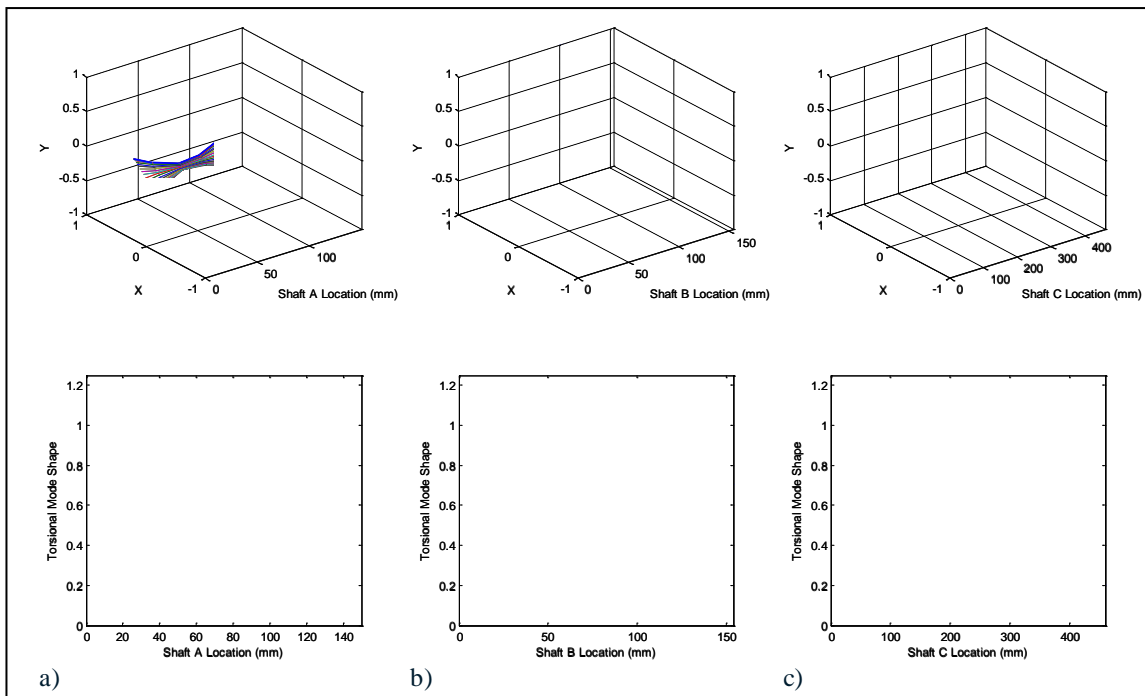 1
0.5
0
-0.5
-1
Y
1
0
-1
X
0
50
100
Shaft A Location (mm)
1
0.5
0
-0.5
-1
Y
1
0
-1
X
0
50
100
150
Shaft B Location (mm)
1
0.5
0
-0.5
-1
Y
1
0
-1
X
0
100
200
300
400
Shaft C Location (mm)
1.2
1
0.8
0.6
0.4
0.2
0
Torsional Mode Shape
0 20 40 60 80 100 120 140
Shaft A Location (mm)
a)
1.2
1
0.8
0.6
0.4
0.2
0
Torsional Mode Shape
0 50 100 150
Shaft B Location (mm)
b)
1.2
1
0.8
0.6
0.4
0.2
0
Torsional Mode Shape
0 100 200 300 400
Shaft C Location (mm)
c)